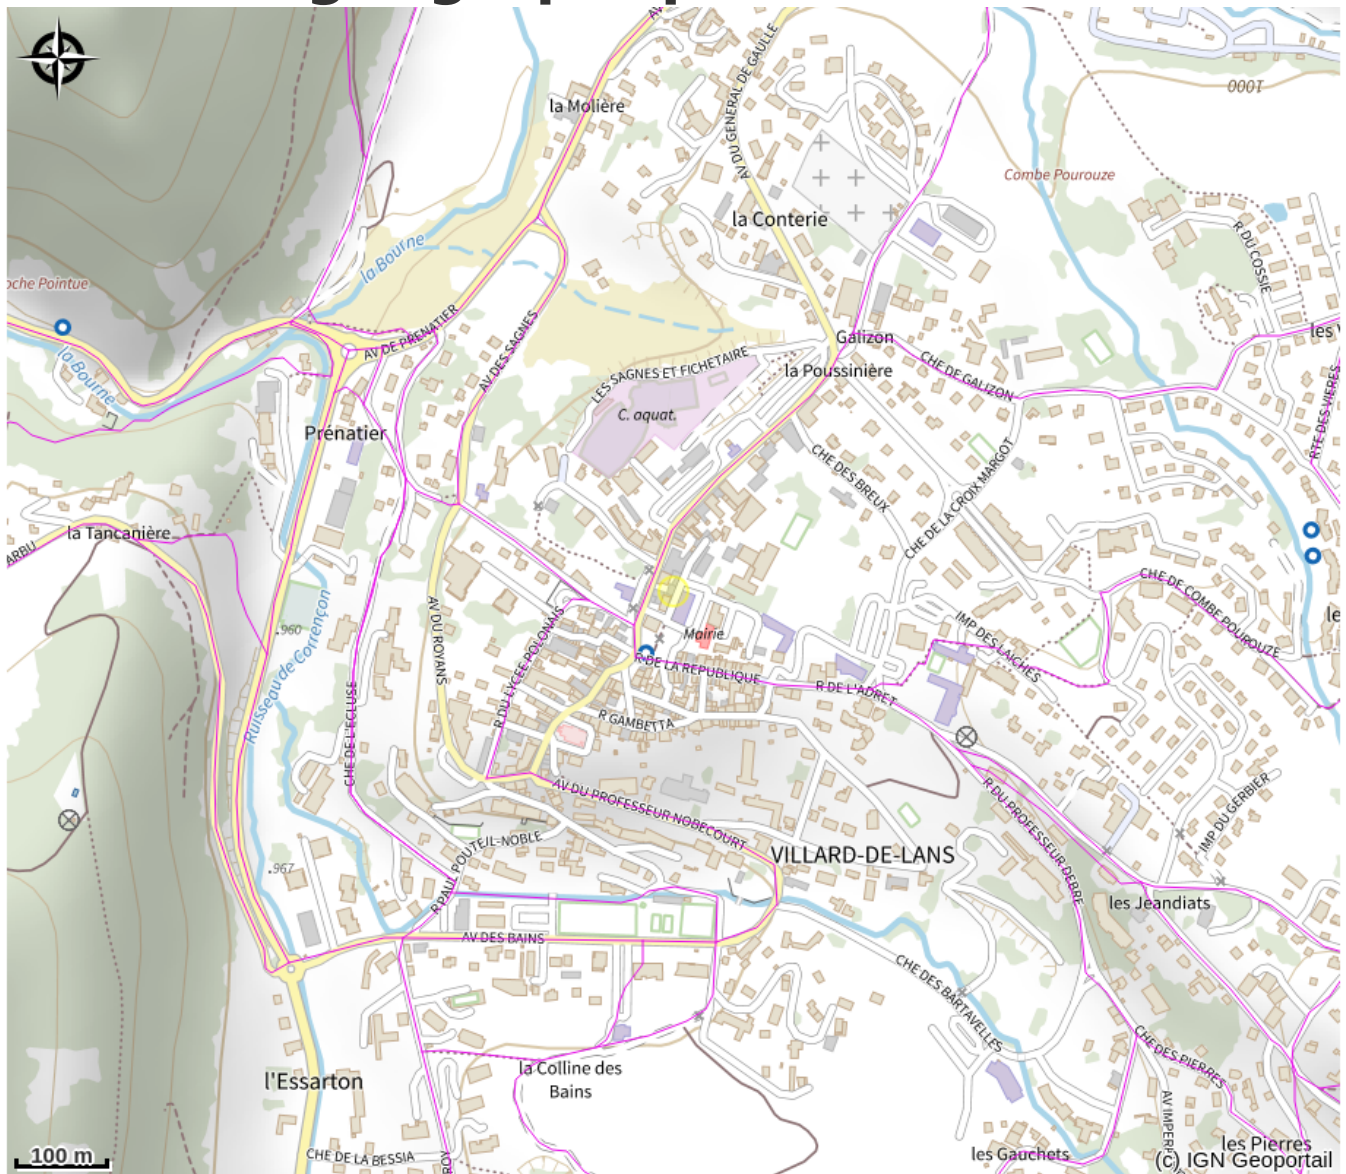 la Molière
AV DU GENERAL DE GAULLE
1000
Combe Pourouze
la Conterie
R DU COSSIE
la Bourne
oche Pointue
AV DE PRENATIER
AV DES SAGNES
Galizon
les V
LES SAGNES ET FICHETAIRE
la Poussinière
CHE DE GALIZON
la Bourne
C. aquat.
RTE DES VIERES
Prenatier
CHE DES BREUX
CHE DE LA CROIX MARGOT
la Tancanière
ARBU
CHE DE COMBE POUROUZE
AV DU ROYANS
.960
Mairie
IMP DES LAICHES
le
Ruisseau de Corrençon
R DU LYCEE POLONAIS
R DE LA REPUBLIQUE
R DE L'ADRET
CHE DE L'ECLUSE
R GAMBETTA
AV DU PROFESSEUR NOBECOURT
R DU PROFESSEUR DEBRE
IMP DU GERBIER
R PAUL POUTEIL-NOBLE
VILLARD-DE-LANS
.967
les Jeandiats
AV DES BAINS
CHE DES BARTAVELLES
l'Essarton
la Colline des
Bains
CHE DES PIERRES
AV IMPERI
CHE DE LA BESSIA
ROY
les Gauchets
les Pierres
100 m
(c) IGN Geoportail